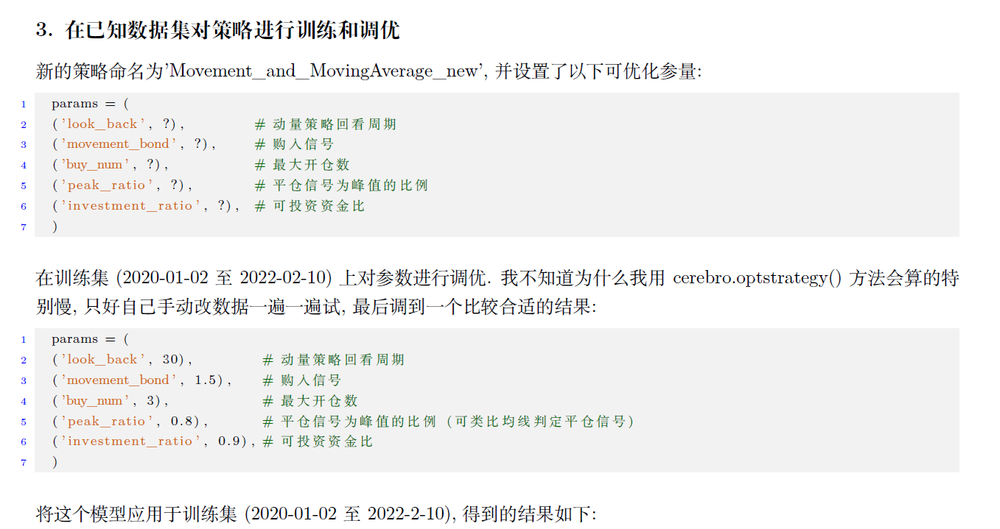 3. 在已知数据集对策略进行训练和调优
新的策略命名为'Movement_and_MovingAverage_new', 并设置了以下可优化参量:
1 params = (
2 ('look_back', ?), # 动量策略回看周期
3 ('movement_bond', ?), # 购入信号
4 ('buy_num', ?), # 最大开仓数
5 ('peak_ratio', ?), # 平仓信号为峰值的比例
6 ('investment_ratio', ?), # 可投资资金比
7 )
在训练集 (2020-01-02 至 2022-02-10) 上对参数进行调优. 我不知道为什么我用 cerebro.optstrategy() 方法会算的特
别慢, 只好自己手动改数据一遍一遍试, 最后调到一个比较合适的结果:
1 params = (
2 ('look_back', 30), # 动量策略回看周期
3 ('movement_bond', 1.5), # 购入信号
4 ('buy_num', 3), # 最大开仓数
5 ('peak_ratio', 0.8), # 平仓信号为峰值的比例 (可类比均线判定平仓信号)
6 ('investment_ratio', 0.9), # 可投资资金比
7 )
将这个模型应用于训练集 (2020-01-02 至 2022-2-10), 得到的结果如下: